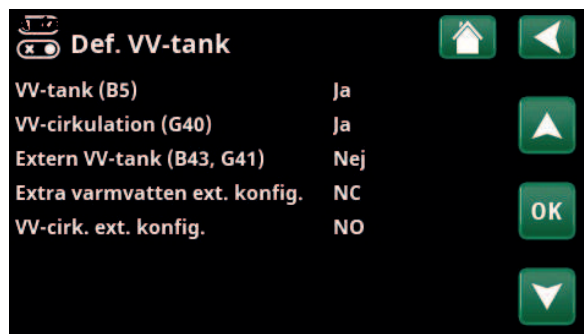 Def. VV-tank
VV-tank (B5) Ja
VV-cirkulation (G40) Ja
Extern VV-tank (B43, G41) Nej
Extra varmvatten ext. konfig. NC
VV-cirk. ext. konfig. NO
OK